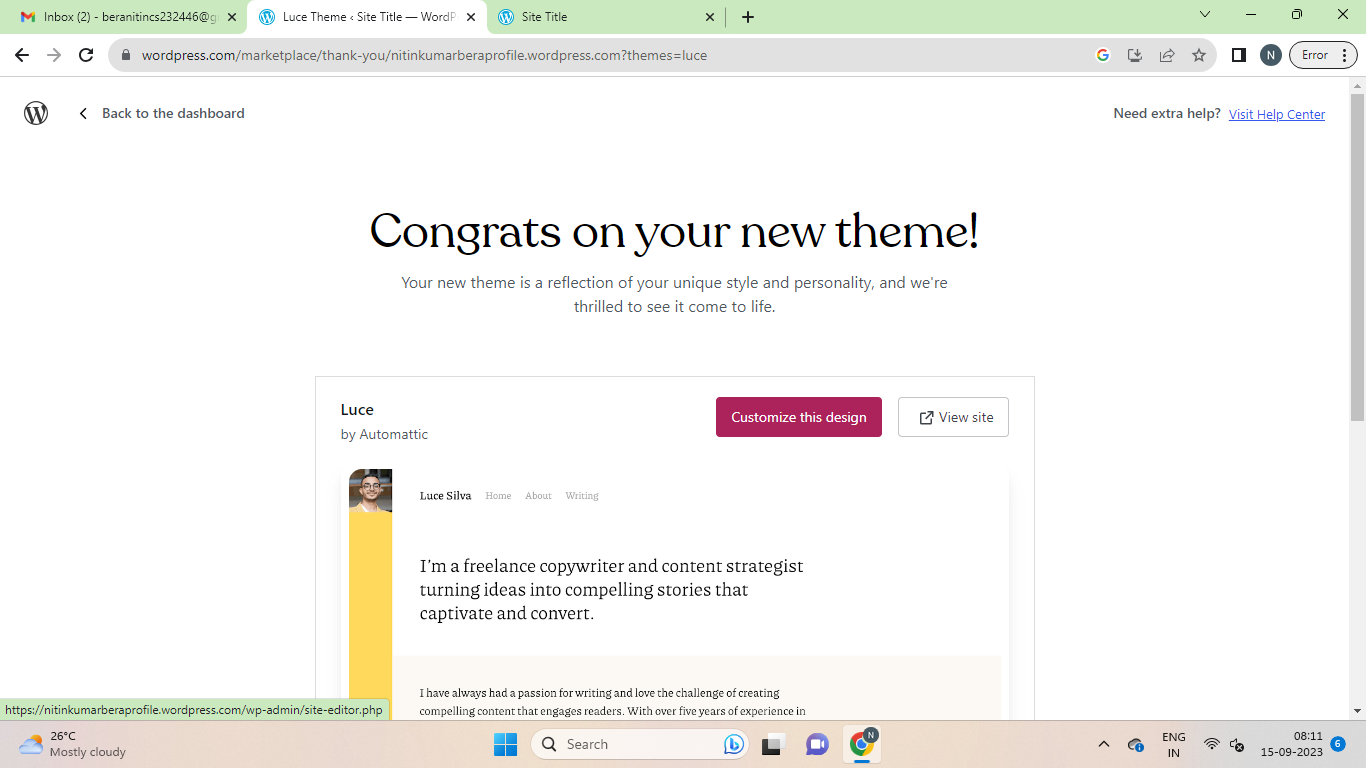 Inbox (2) - beranitincs232446@g
Luce Theme ‹ Site Title — WordP
Site Title
wordpress.com/marketplace/thank-you/nitinkumarberaprofile.wordpress.com?themes=luce
N
Error
Back to the dashboard
Need extra help? Visit Help Center
Congrats on your new theme!
Your new theme is a reflection of your unique style and personality, and we're
thrilled to see it come to life.
Luce
by Automattic
Customize this design
View site
Luce Silva Home About Writing
I'm a freelance copywriter and content strategist
turning ideas into compelling stories that
captivate and convert.
I have always had a passion for writing and love the challenge of creating
compelling content that engages readers. With over five years of experience in
https://nitinkumarberaprofile.wordpress.com/wp-admin/site-editor.php
26°C
Mostly cloudy
Search
N
ENG
IN
08:11
15-09-2023
6